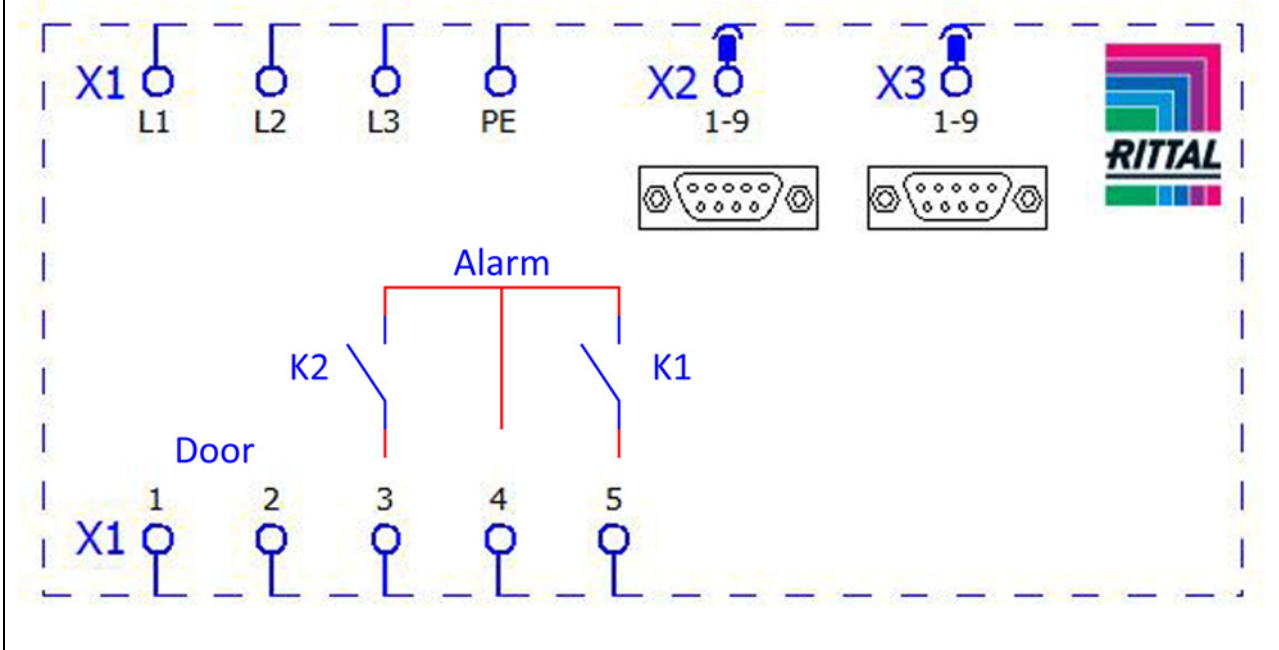 X1 X2 X3
L1 L2 L3 PE 1-9 1-9
RITTAL
Alarm
K2 K1
Door
1 2 3 4 5
X1